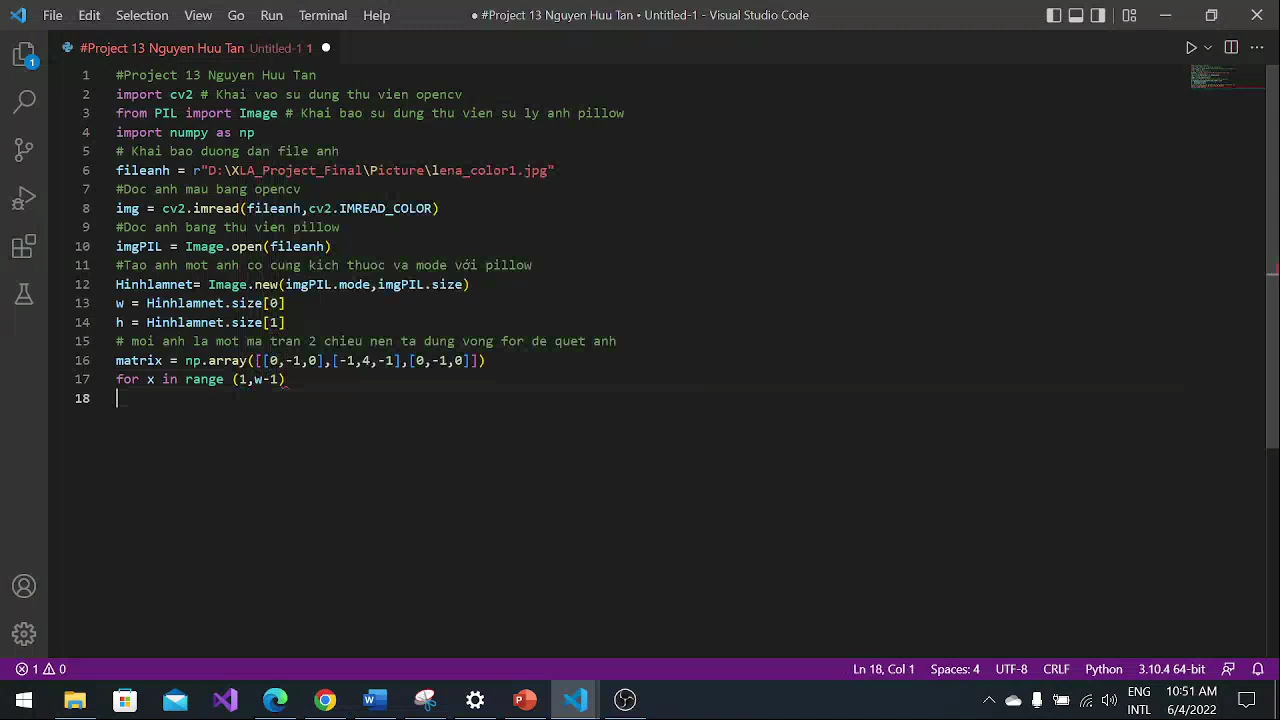 File Edit Selection View Go Run Terminal Help
● #Project 13 Nguyen Huu Tan • Untitled-1 - Visual Studio Code
#Project 13 Nguyen Huu Tan Untitled-1 1 ●
1 #Project 13 Nguyen Huu Tan
2 import cv2 # Khai vao su dung thu vien opencv
3 from PIL import Image # Khai bao su dung thu vien su ly anh pillow
4 import numpy as np
5 # Khai bao duong dan file anh
6 fileanh = r"D:\XLA_Project_Final\Picture\lena_color1.jpg"
7 #Doc anh mau bang opencv
8 img = cv2.imread(fileanh,cv2.IMREAD_COLOR)
9 #Doc anh bang thu vien pillow
10 imgPIL = Image.open(fileanh)
11 #Tao anh mot anh co cung kich thuoc va mode với pillow
12 Hinhlamnet= Image.new(imgPIL.mode,imgPIL.size)
13 w = Hinhlamnet.size[0]
14 h = Hinhlamnet.size[1]
15 # moi anh la mot ma tran 2 chieu nen ta dung vong for de quet anh
16 matrix = np.array([[0,-1,0],[-1,4,-1],[0,-1,0]])
17 for x in range (1,w-1)
18
1
1 0
Ln 18, Col 1 Spaces: 4 UTF-8 CRLF Python 3.10.4 64-bit
ENG
INTL
10:51 AM
6/4/2022